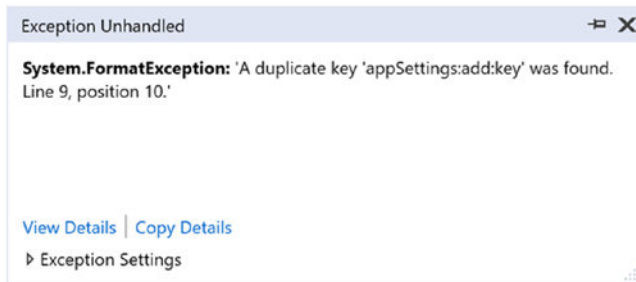 Exception Unhandled
System.FormatException: 'A duplicate key 'appSettings:add:key' was found.
Line 9, position 10.'
View Details | Copy Details
Exception Settings